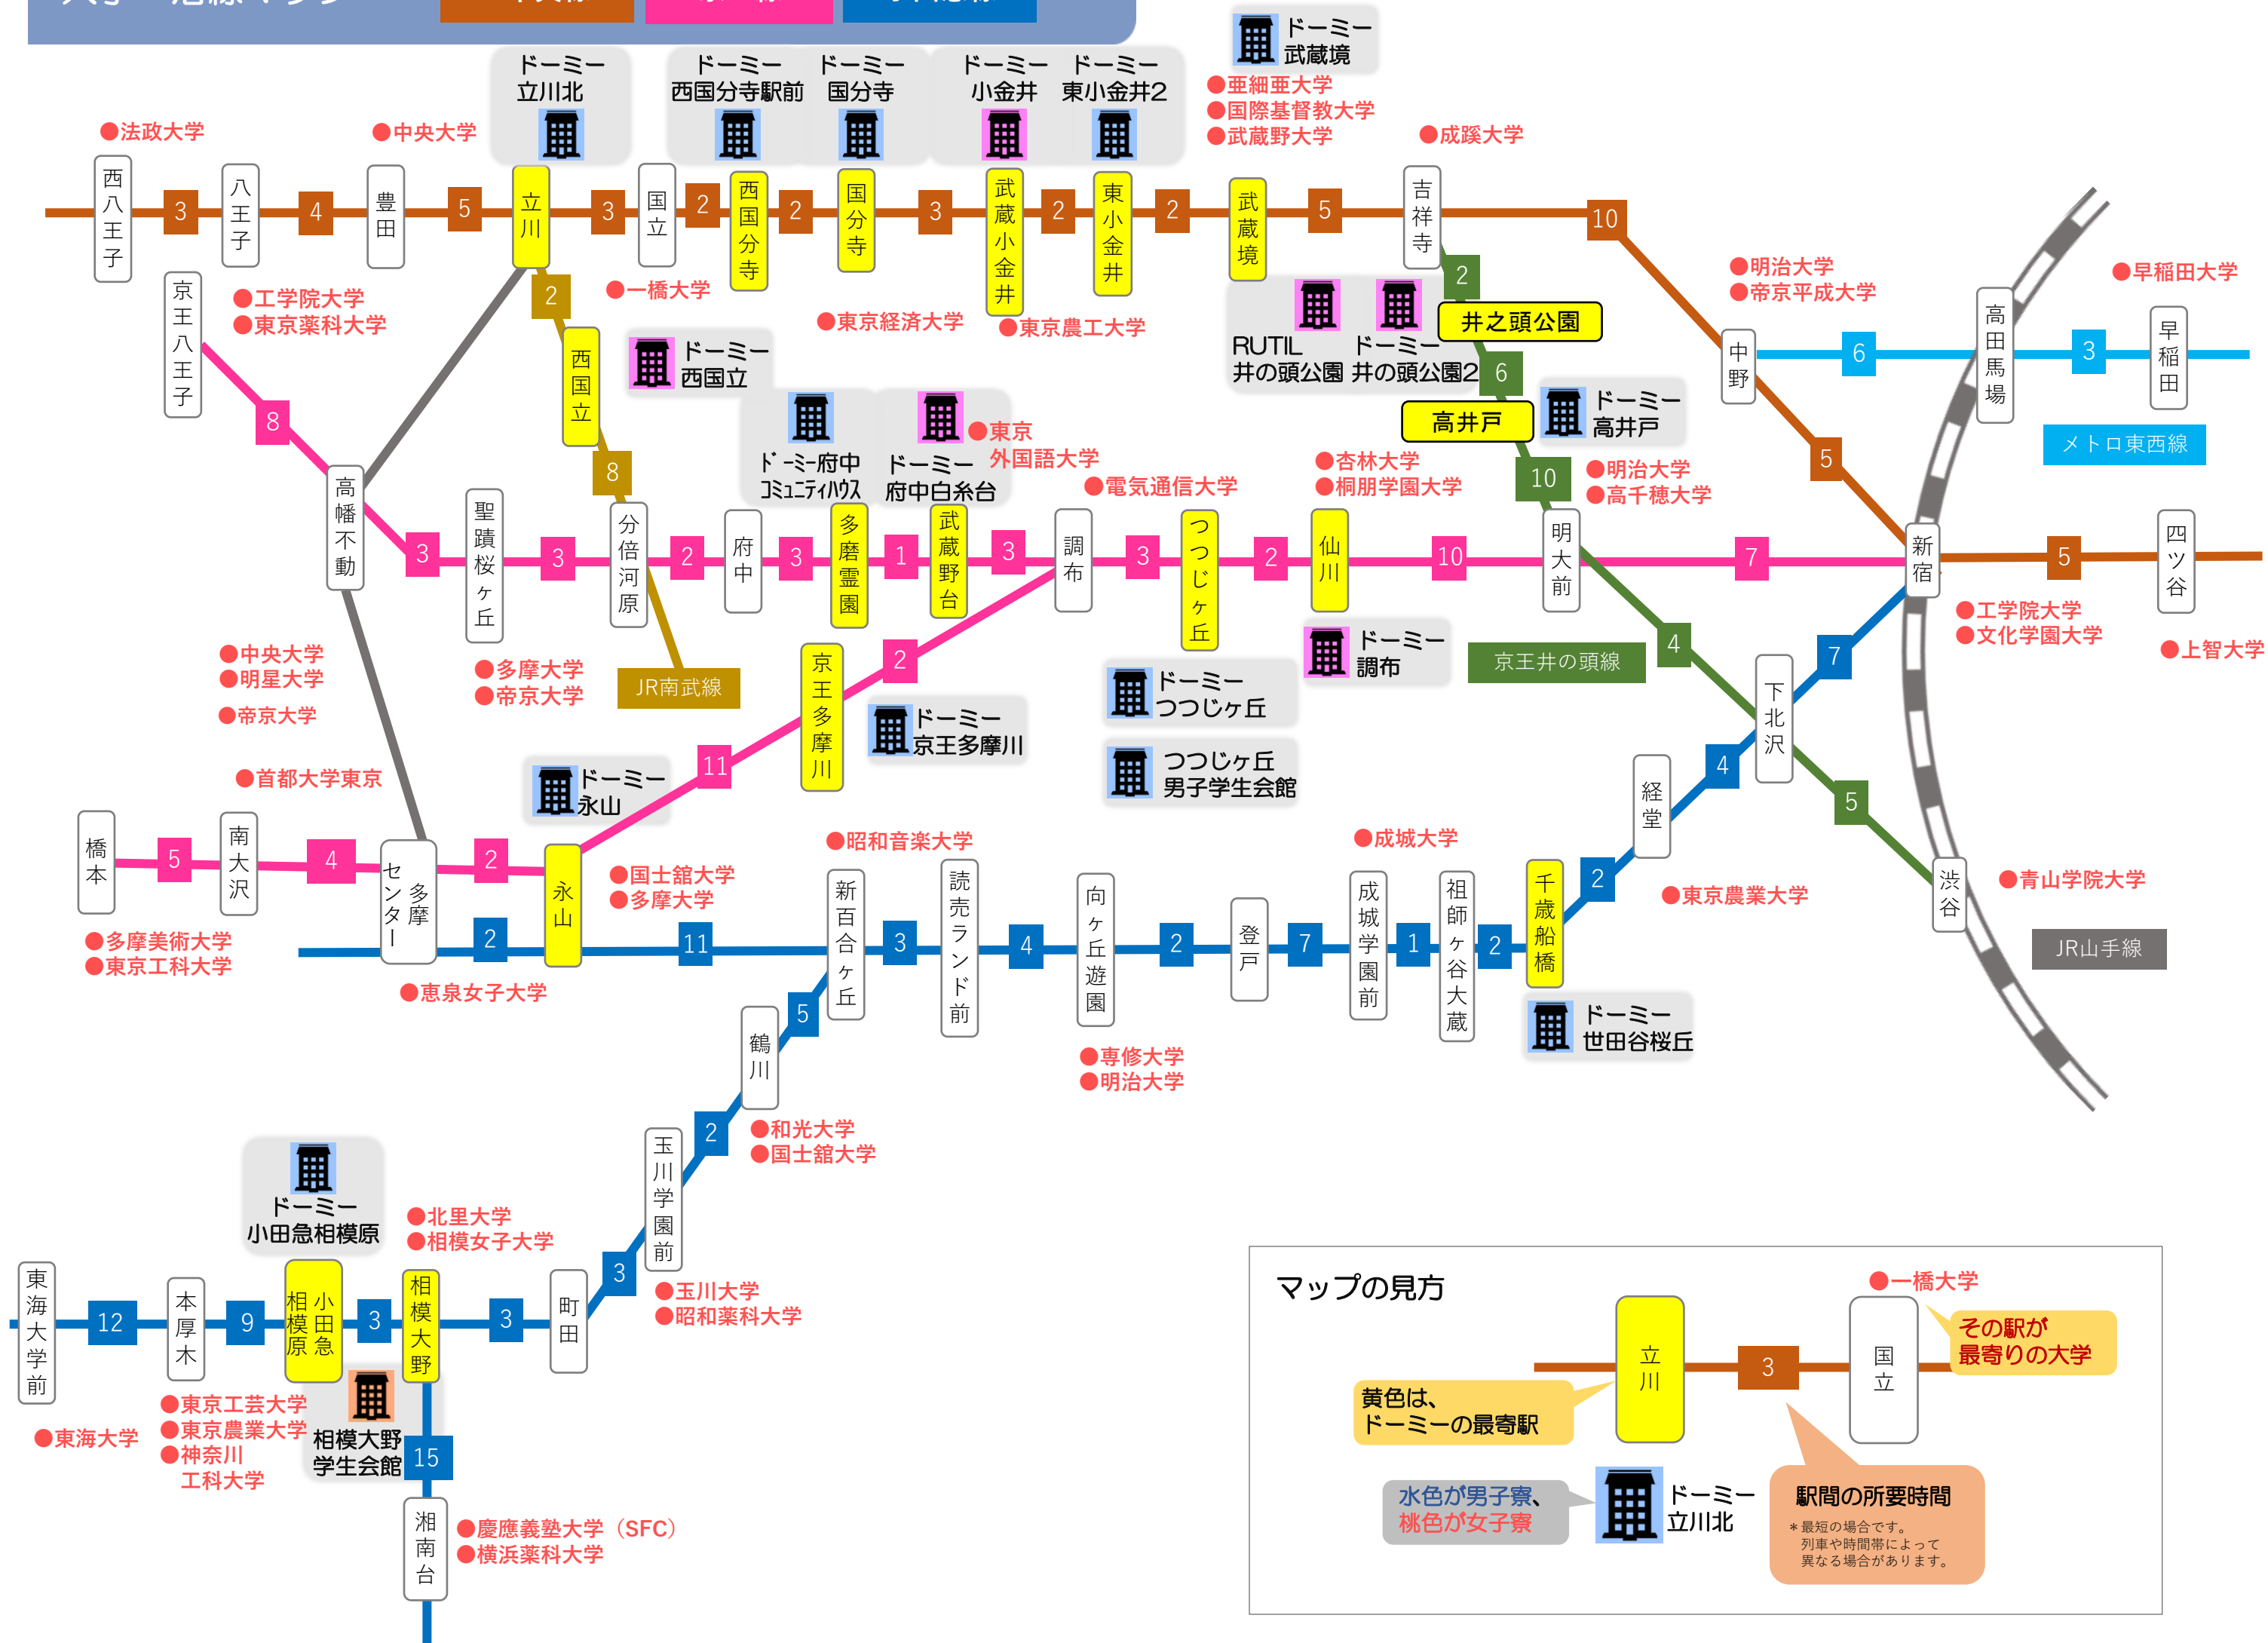 ドーミー
武蔵境
ドーミー
立川北
ドーミー
西国分寺駅前
ドーミー
国分寺
ドーミー
小金井
ドーミー
東小金井2
●亜細亜大学
●国際基督教大学
●武蔵野大学
●法政大学
●中央大学
●成蹊大学
西八王子
3
八王子
4
豊田
5
立川
3
国立
2
西国分寺
2
国分寺
3
武蔵小金井
2
東小金井
2
武蔵境
5
吉祥寺
10
●工学院大学
●東京薬科大学
●一橋大学
●東京経済大学
●東京農工大学
●明治大学
●帝京平成大学
●早稲田大学
京王八王子
8
2
西国立
8
ドーミー
西国立
RUTIL
井の頭公園
ドーミー
井の頭公園2
2
井之頭公園
6
高井戸
10
ドーミー
高井戸
中野
6
高田馬場
3
早稲田
メトロ東西線
5
ドーミー府中
コミュニティハウス
ドーミー
府中白糸台
●東京
外国語大学
●電気通信大学
●杏林大学
●桐朋学園大学
●明治大学
●高千穂大学
高幡不動
3
聖蹟桜ヶ丘
3
分倍河原
2
府中
3
多磨霊園
1
武蔵野台
3
調布
3
つつじヶ丘
2
仙川
10
明大前
7
新宿
5
四ツ谷
●工学院大学
●文化学園大学
●上智大学
●中央大学
●明星大学
●帝京大学
●多摩大学
●帝京大学
JR南武線
京王多摩川
2
11
ドーミー
京王多摩川
ドーミー
つつじヶ丘
つつじヶ丘
男子学生会館
ドーミー
調布
京王井の頭線
4
7
下北沢
4
5
経堂
2
渋谷
●青山学院大学
JR山手線
●首都大学東京
ドーミー
永山
橋本
5
南大沢
4
多摩
センター
2
永山
●国士舘大学
●多摩大学
●昭和音楽大学
●成城大学
●東京農業大学
●多摩美術大学
●東京工科大学
●恵泉女子大学
2
11
新百合ヶ丘
3
読売ランド前
4
向ヶ丘遊園
2
登戸
7
成城学園前
1
祖師ヶ谷大蔵
2
千歳船橋
ドーミー
世田谷桜丘
●専修大学
●明治大学
5
鶴川
2
●和光大学
●国士舘大学
玉川学園前
3
●玉川大学
●昭和薬科大学
ドーミー
小田急相模原
●北里大学
●相模女子大学
東海大学前
12
本厚木
9
小田急
相模原
3
相模大野
3
町田
●東海大学
●東京工芸大学
●東京農業大学
●神奈川
工科大学
相模大野
学生会館
15
湘南台
●慶應義塾大学（SFC）
●横浜薬科大学
マップの見方
●一橋大学
その駅が
最寄りの大学
立川
3
国立
黄色は、
ドーミーの最寄駅
水色が男子寮、
桃色が女子寮
ドーミー
立川北
駅間の所要時間
＊最短の場合です。
列車や時間帯によって
異なる場合があります。